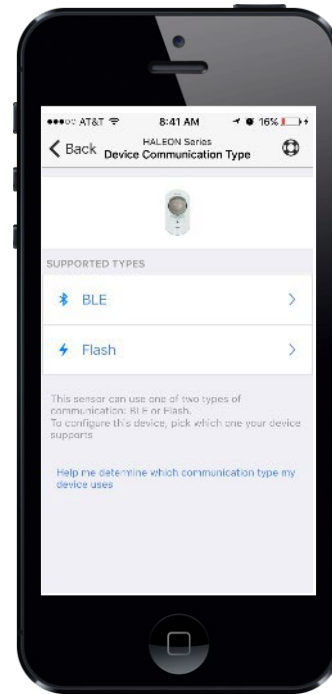 AT&T 8:41 AM 16%
Back HALEON Series
Device Communication Type
SUPPORTED TYPES
BLE
Flash
This sensor can use one of two types of
communication: BLE or Flash.
To configure this device, pick which one your device
supports
Help me determine which communication type my
device uses